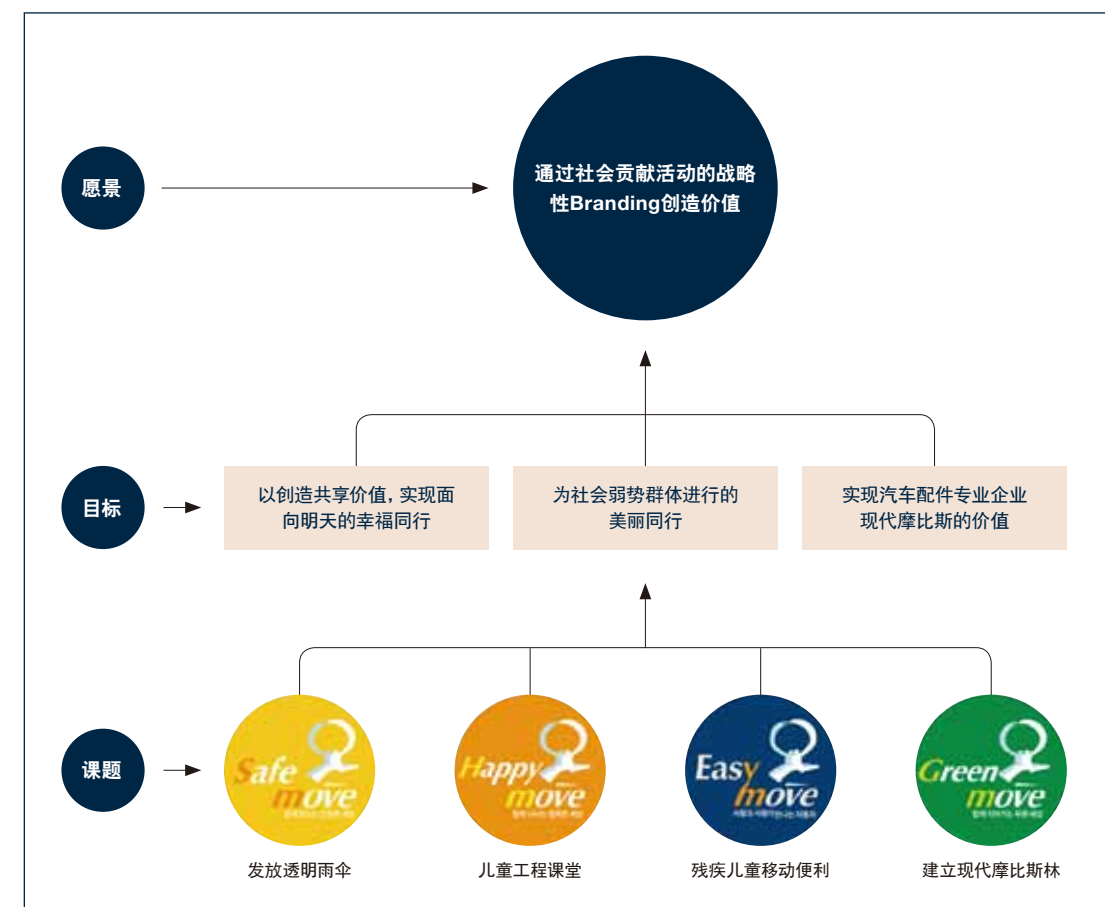 愿景
通过社会贡献活动的战略
性Branding创造价值
目标
以创造共享价值，实现面
向明天的幸福同行
为社会弱势群体进行的
美丽同行
实现汽车配件专业企业
现代摩比斯的价值
课题
Safe
move
Happy
move
Easy
move
Green
move
发放透明雨伞
儿童工程课堂
残疾儿童移动便利
建立现代摩比斯林